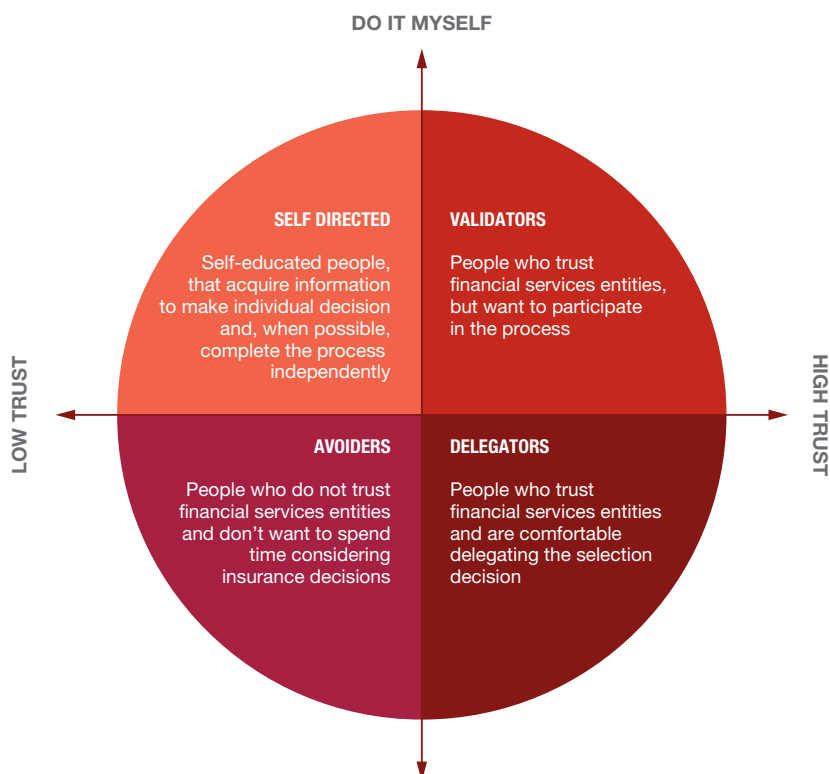 DO IT MYSELF
SELF DIRECTED
Self-educated people,
that acquire information
to make individual decision
and, when possible,
complete the process
independently
VALIDATORS
People who trust
financial services entities,
but want to participate
in the process
LOW TRUST
HIGH TRUST
AVOIDERS
People who do not trust
financial services entities
and don’t want to spend
time considering
insurance decisions
DELEGATORS
People who trust
financial services entities
and are comfortable
delegating the selection
decision